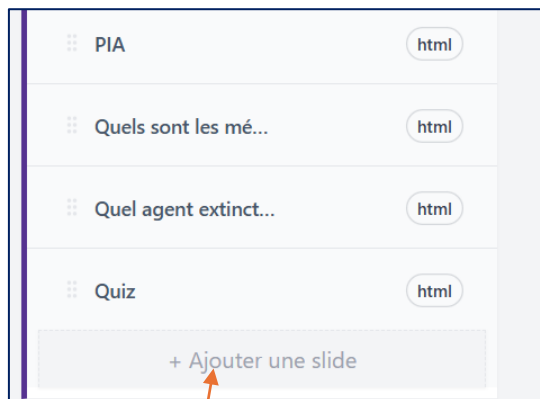 PIA html
Quels sont les mé... html
Quel agent extinct... html
Quiz html
+ Ajouter une slide